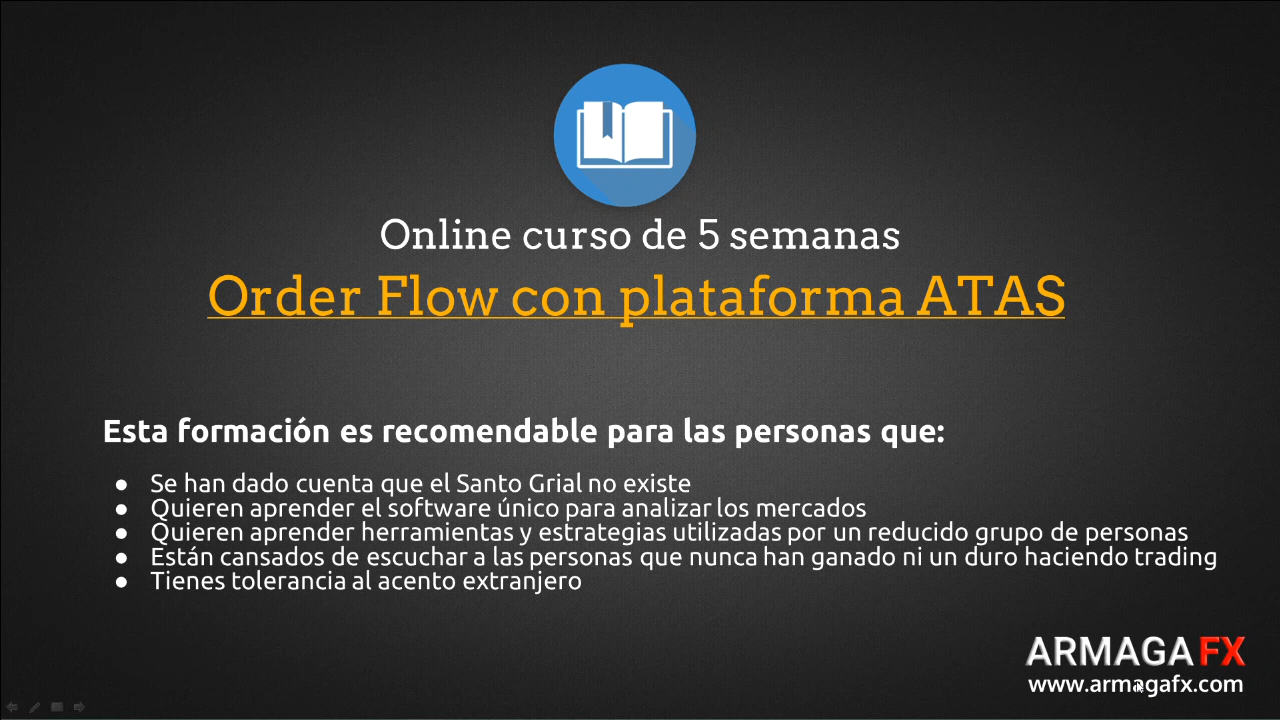 Online curso de 5 semanas
Order Flow con plataforma ATAS
Esta formación es recomendable para las personas que:
● Se han dado cuenta que el Santo Grial no existe
● Quieren aprender el software único para analizar los mercados
● Quieren aprender herramientas y estrategias utilizadas por un reducido grupo de personas
● Están cansados de escuchar a las personas que nunca han ganado ni un duro haciendo trading
● Tienes tolerancia al acento extranjero
ARMAGA FX
www.armagafx.com